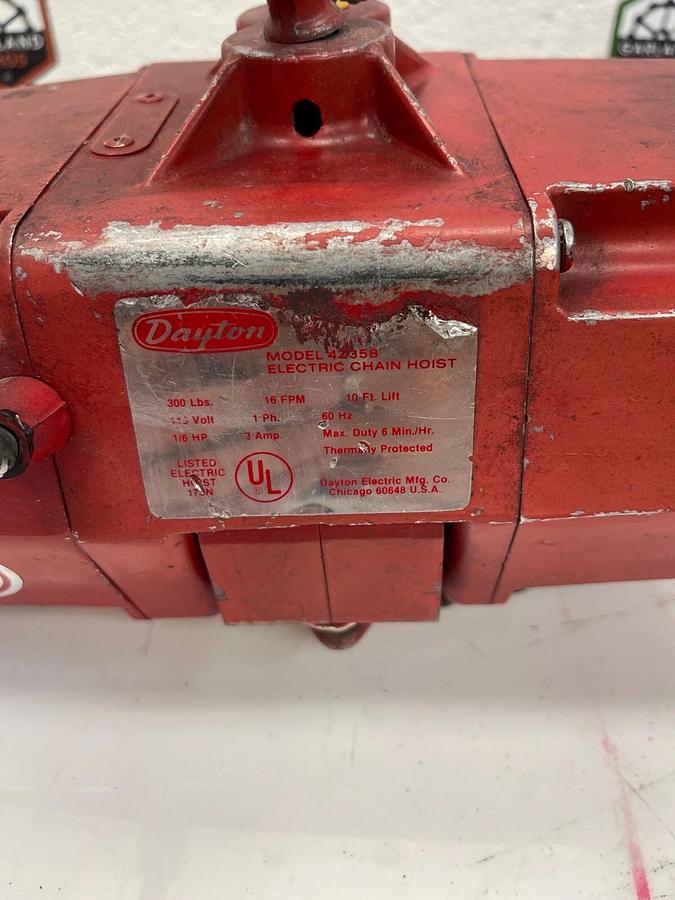 Dayton
MODEL 4Z358
ELECTRIC CHAIN HOIST
300 Lbs. 16 FPM 10 Ft. Lift
115 Volt 1 Ph. 60 Hz
1/6 HP 3 Amp. Max. Duty 6 Min./Hr.
Thermally Protected
LISTED
ELECTRIC
HOIST
UL
®
Dayton Electric Mfg. Co.
Chicago 60648 U.S.A.